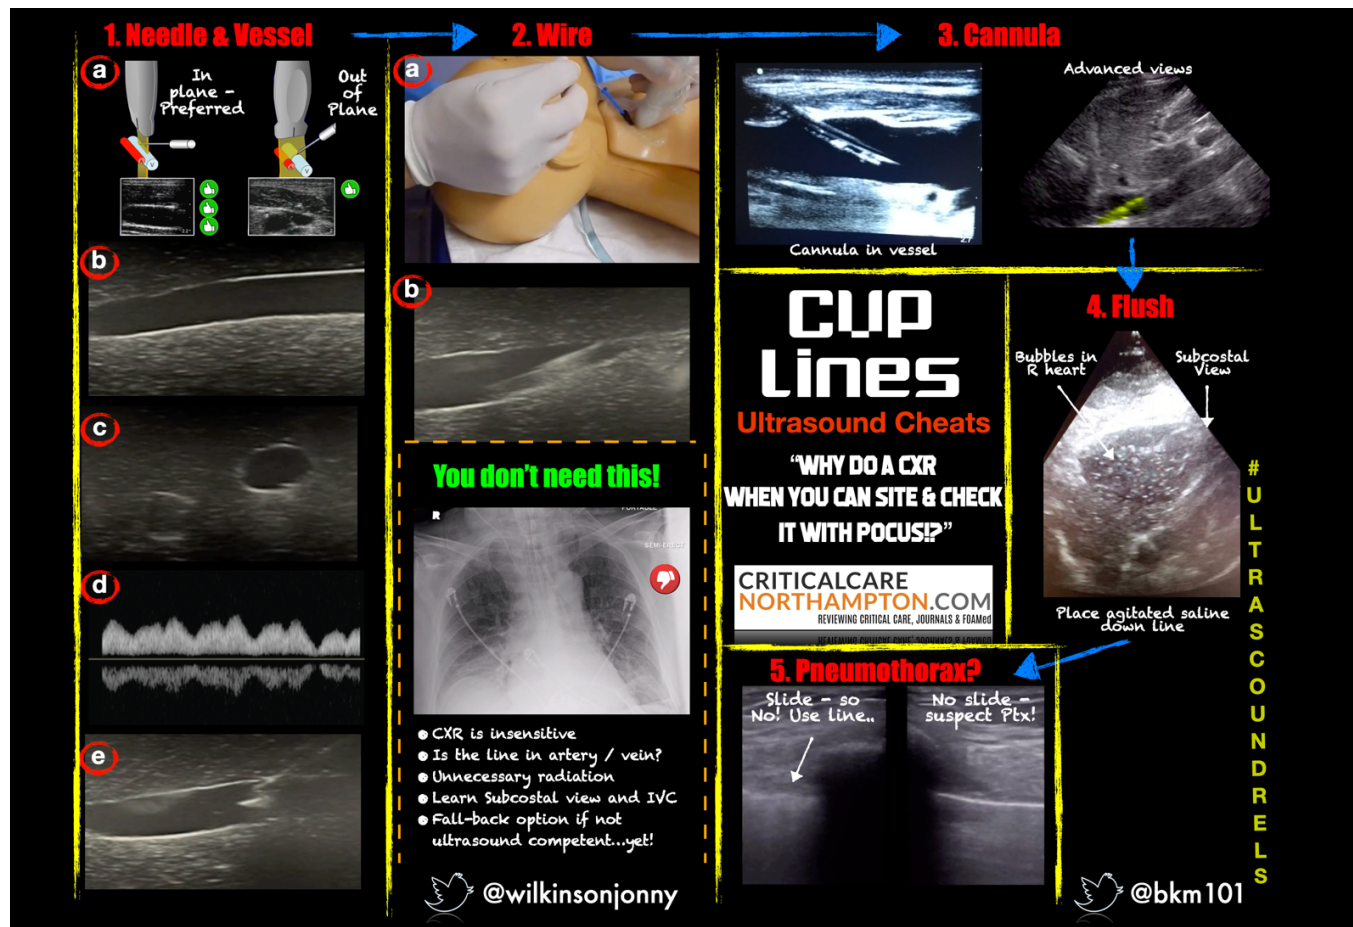 1. Needle & Vessel
a
In
plane -
Preferred
Out
of
Plane
V
V
b
c
d
e
2. Wire
a
b
You don't need this!
R
PORTABLE
SEMI-ERECT
CXR is insensitive
Is the line in artery / vein?
Unnecessary radiation
Learn Subcostal view and IVC
Fall-back option if not
ultrasound competent...yet!
@wilkinsonjonny
3. Cannula
Advanced views
Cannula in vessel
CVP
Lines
Ultrasound Cheats
"WHY DO A CXR
WHEN YOU CAN SITE & CHECK
IT WITH POCUS!?"
CRITICALCARE
NORTHAMPTON.COM
REVIEWING CRITICAL CARE, JOURNALS & FOAMed
4. Flush
Bubbles in
R heart
Subcostal
View
Place agitated saline
down line
5. Pneumothorax?
Slide - so
No! Use line..
No slide -
suspect Ptx!
@bkm101
#ULTRASCOUNDRELS